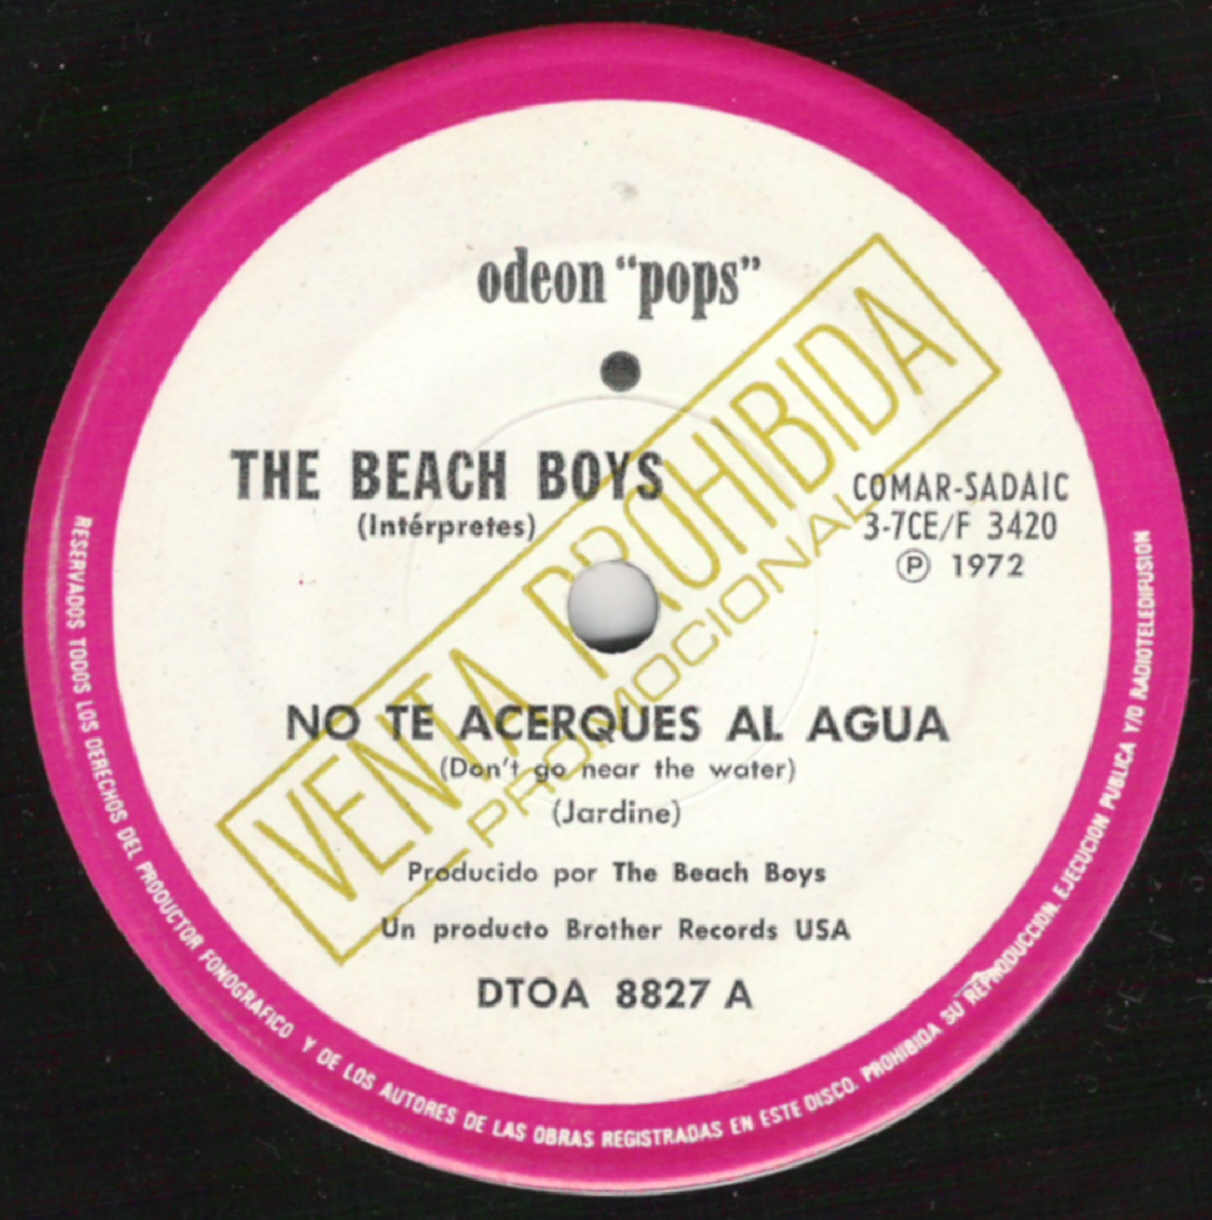 odeon "pops"
THE BEACH BOYS
(Intérpretes)
COMAR-SADAIC
3-7CE/F 3420
Ⓟ 1972
VENTA PROHIBIDA
PROMOCIONAL
NO TE ACERQUES AL AGUA
(Don't go near the water)
(Jardine)
Producido por The Beach Boys
Un producto Brother Records USA
DTOA 8827 A
RESERVADOS TODOS LOS DERECHOS DEL PRODUCTOR FONOGRAFICO Y DE LOS AUTORES DE LAS OBRAS REGISTRADAS EN ESTE DISCO. PROHIBIDA SU REPRODUCCION. EJECUCION PUBLICA Y/O RADIOTELEDIFUSION